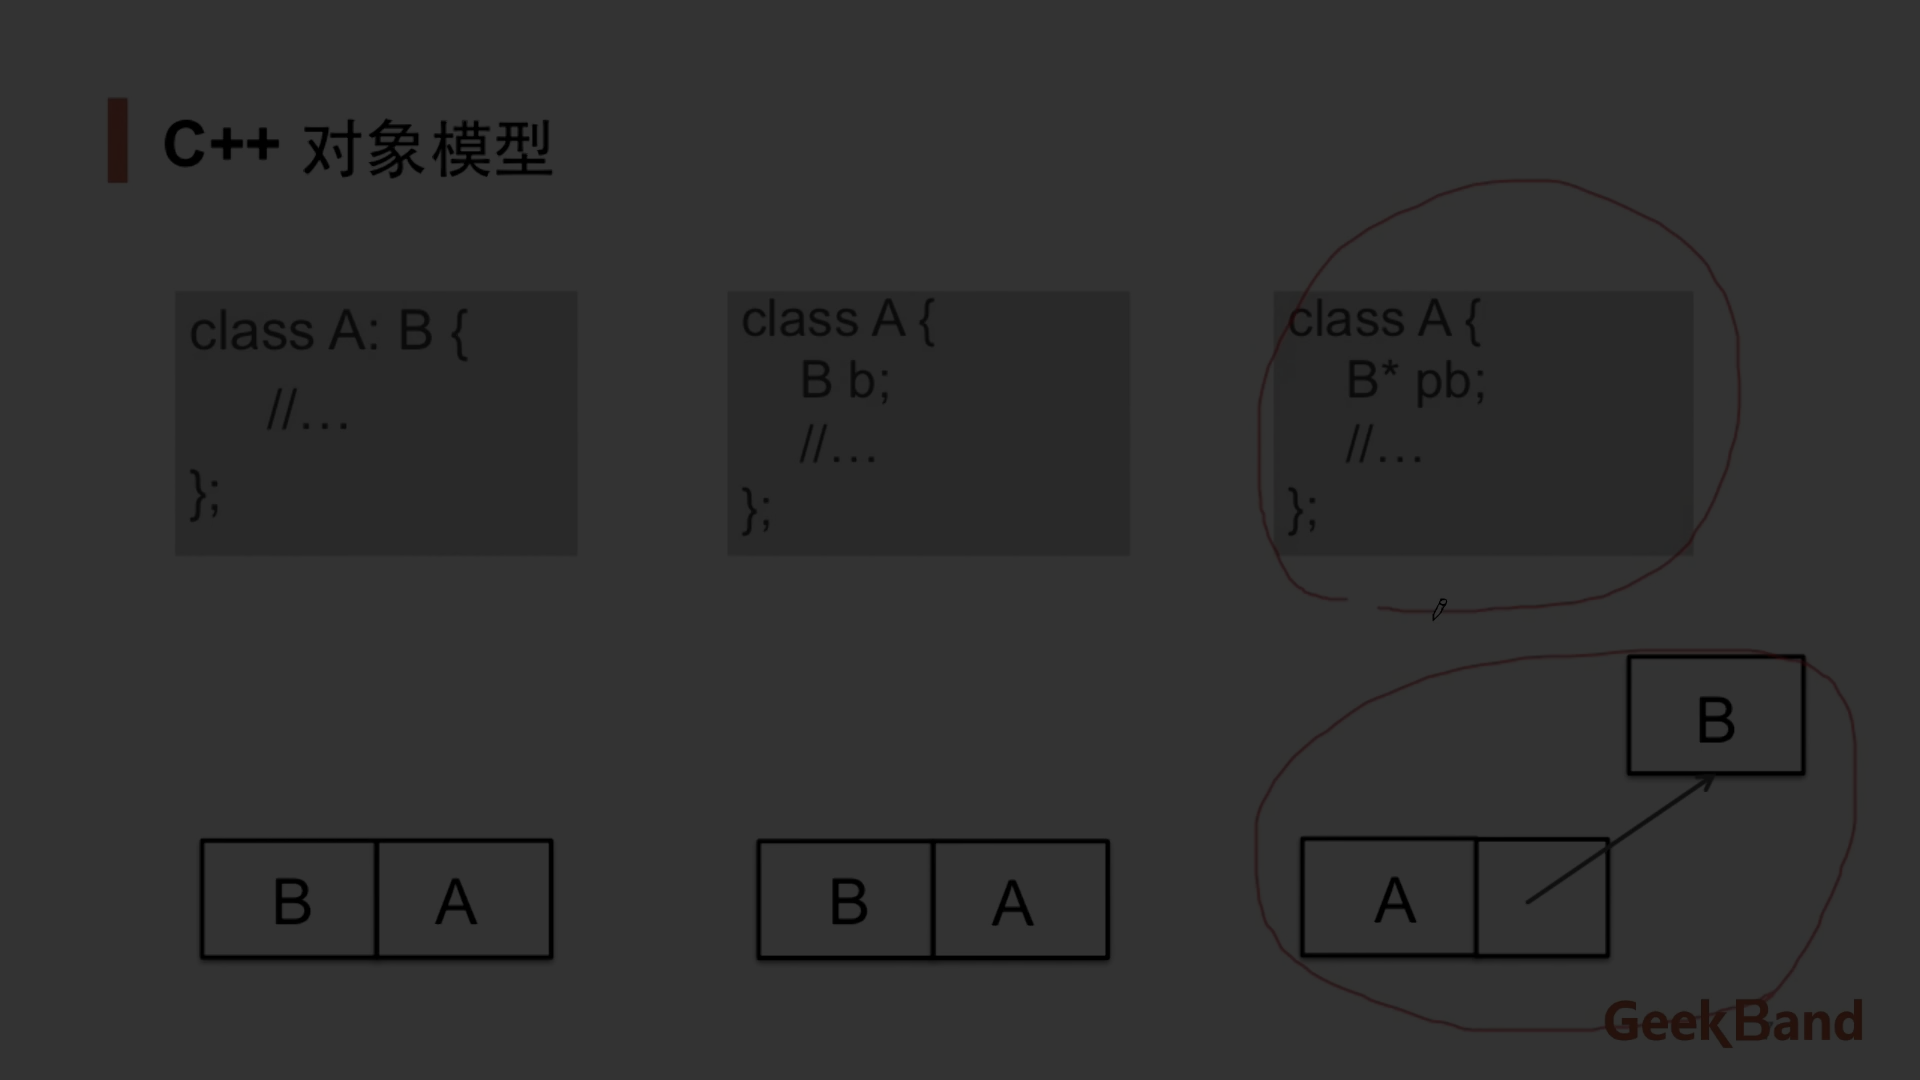 C++ 对象模型
class A: B {
//...
};
class A {
B b;
//...
};
class A {
B* pb;
//...
};
B
B A
B A
A
GeekBand